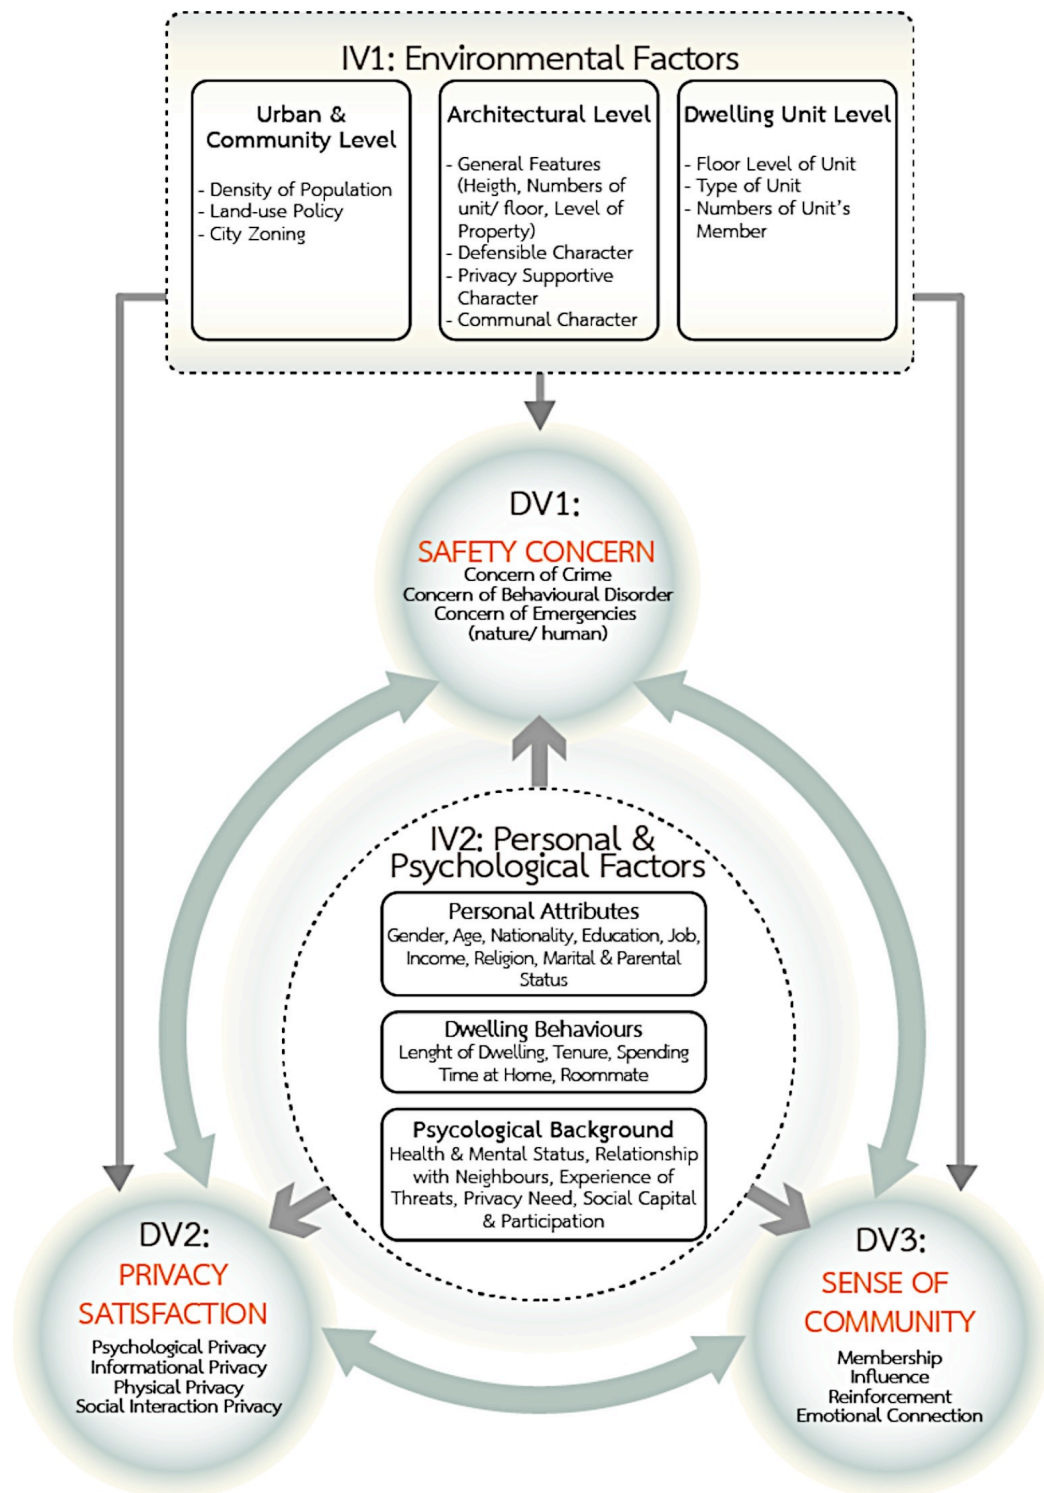 IV1: Environmental Factors
Urban &
Community Level
- Density of Population
- Land-use Policy
- City Zoning
Architectural Level
- General Features
(Heigth, Numbers of
unit/ floor, Level of
Property)
- Defensible Character
- Privacy Supportive
Character
- Communal Character
Dwelling Unit Level
- Floor Level of Unit
- Type of Unit
- Numbers of Unit's
Member
DV1:
SAFETY CONCERN
Concern of Crime
Concern of Behavioural Disorder
Concern of Emergencies
(nature/ human)
IV2: Personal &
Psychological Factors
Personal Attributes
Gender, Age, Nationality, Education, Job,
Income, Religion, Marital & Parental
Status
Dwelling Behaviours
Lenght of Dwelling, Tenure, Spending
Time at Home, Roommate
Psycological Background
Health & Mental Status, Relationship
with Neighbours, Experience of
Threats, Privacy Need, Social Capital
& Participation
DV2:
PRIVACY
SATISFACTION
Psychological Privacy
Informational Privacy
Physical Privacy
Social Interaction Privacy
DV3:
SENSE OF
COMMUNITY
Membership
Influence
Reinforcement
Emotional Connection